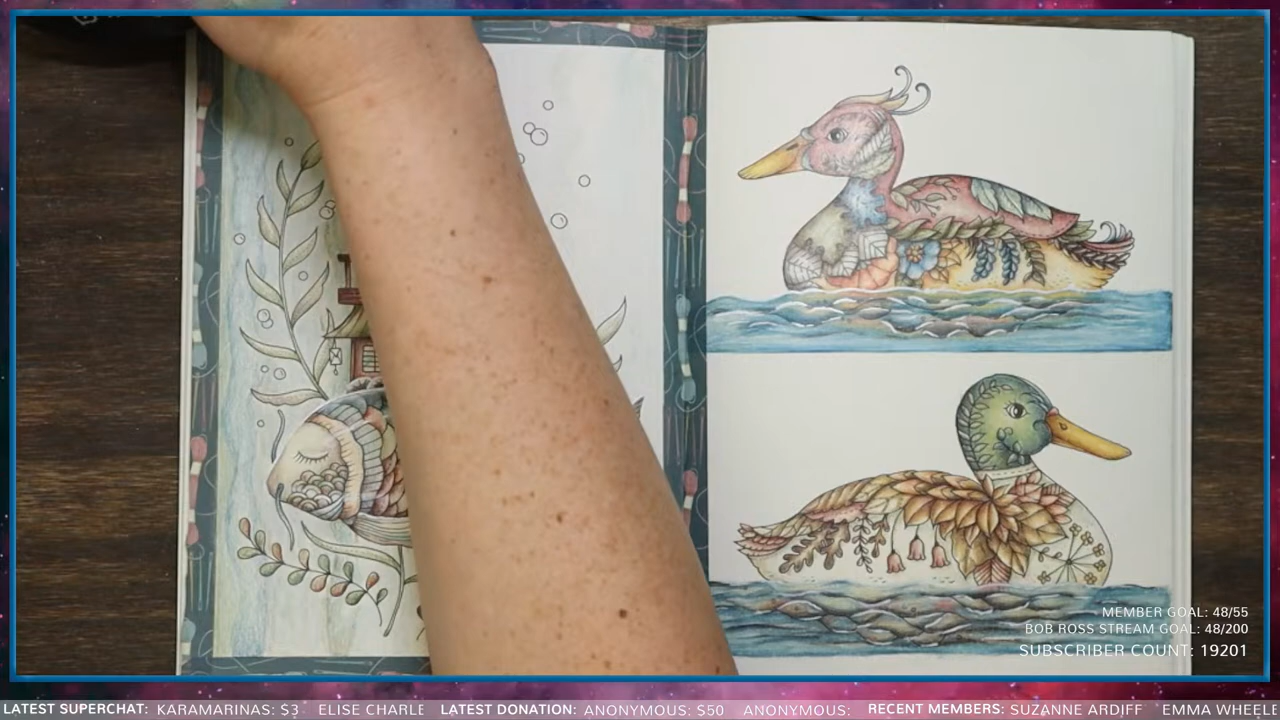 MEMBER GOAL: 48/55
BOB ROSS STREAM GOAL: 48/200
SUBSCRIBER COUNT: 19201
LATEST SUPERCHAT: KARAMARINAS: $3 ELISE CHARLE LATEST DONATION: ANONYMOUS: $50 ANONYMOUS: RECENT MEMBERS: SUZANNE ARDIFF EMMA WHEELE